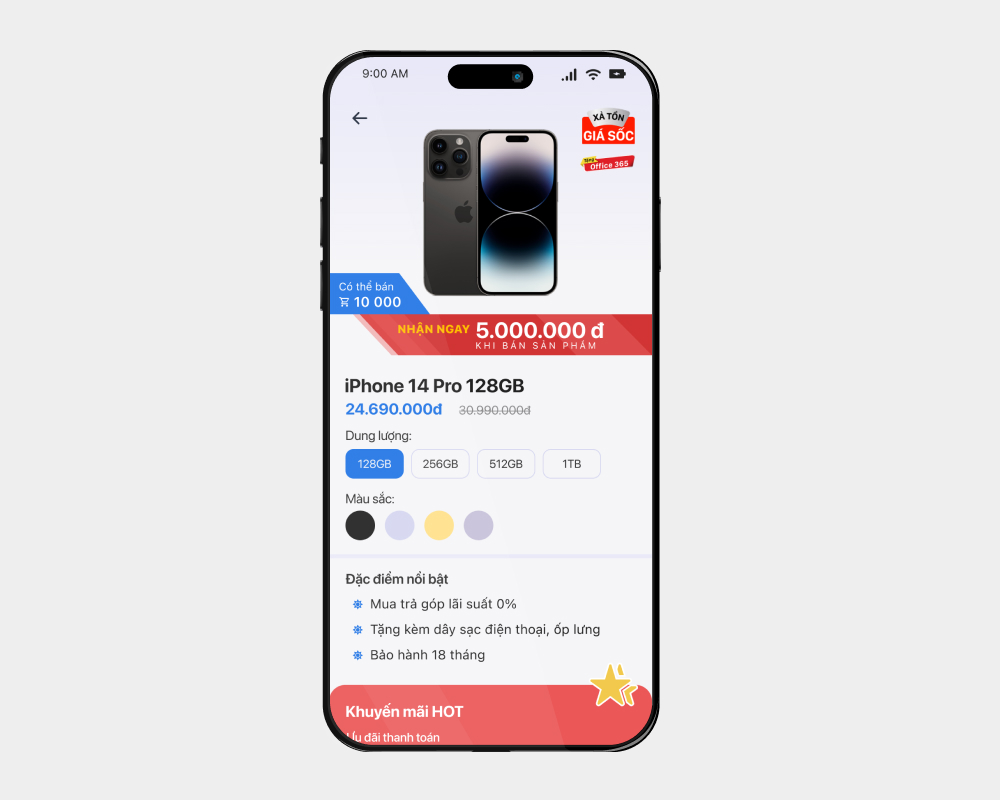 9:00 AM
XẢ TỒN
GIÁ SỐC
Tặng
Office 365
Có thể bán
10 000
NHẬN NGAY 5.000.000 đ
KHI BÁN SẢN PHẨM
iPhone 14 Pro 128GB
24.690.000đ 30.990.000đ
Dung lượng:
128GB 256GB 512GB 1TB
Màu sắc:
Đặc điểm nổi bật
Mua trả góp lãi suất 0%
Tặng kèm dây sạc điện thoại, ốp lưng
Bảo hành 18 tháng
Khuyến mãi HOT
Ưu đãi thanh toán